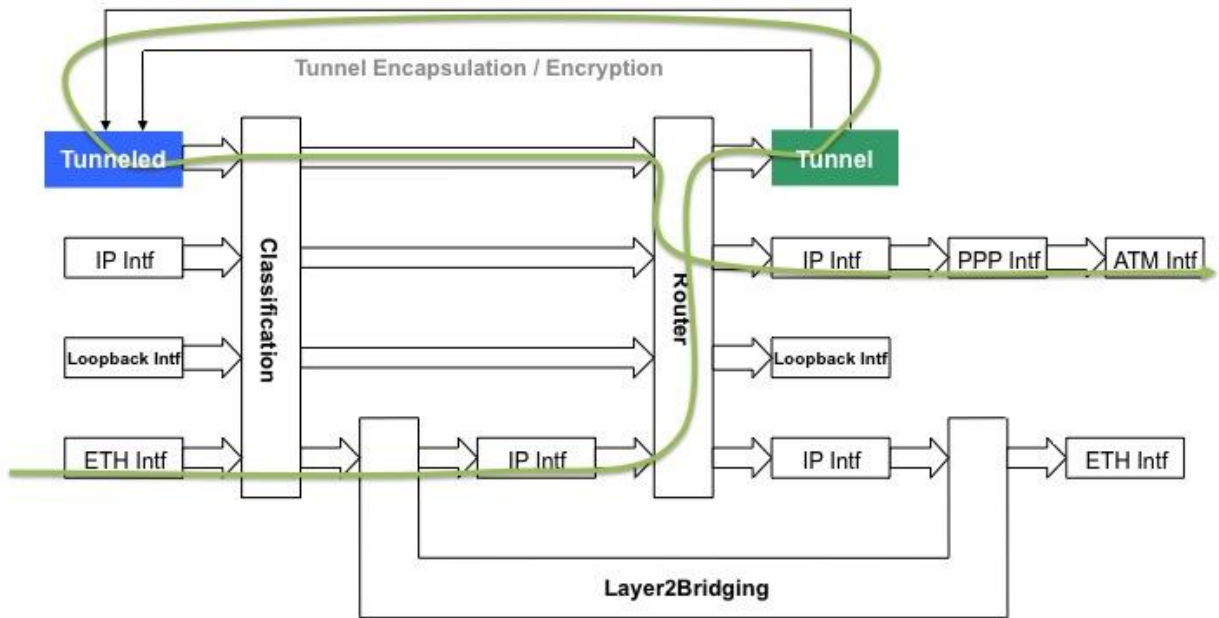 Tunnel Encapsulation / Encryption
Tunneled
Tunnel
Classification
Router
IP Intf
IP Intf
PPP Intf
ATM Intf
Loopback Intf
Loopback Intf
ETH Intf
IP Intf
IP Intf
ETH Intf
Layer2Bridging